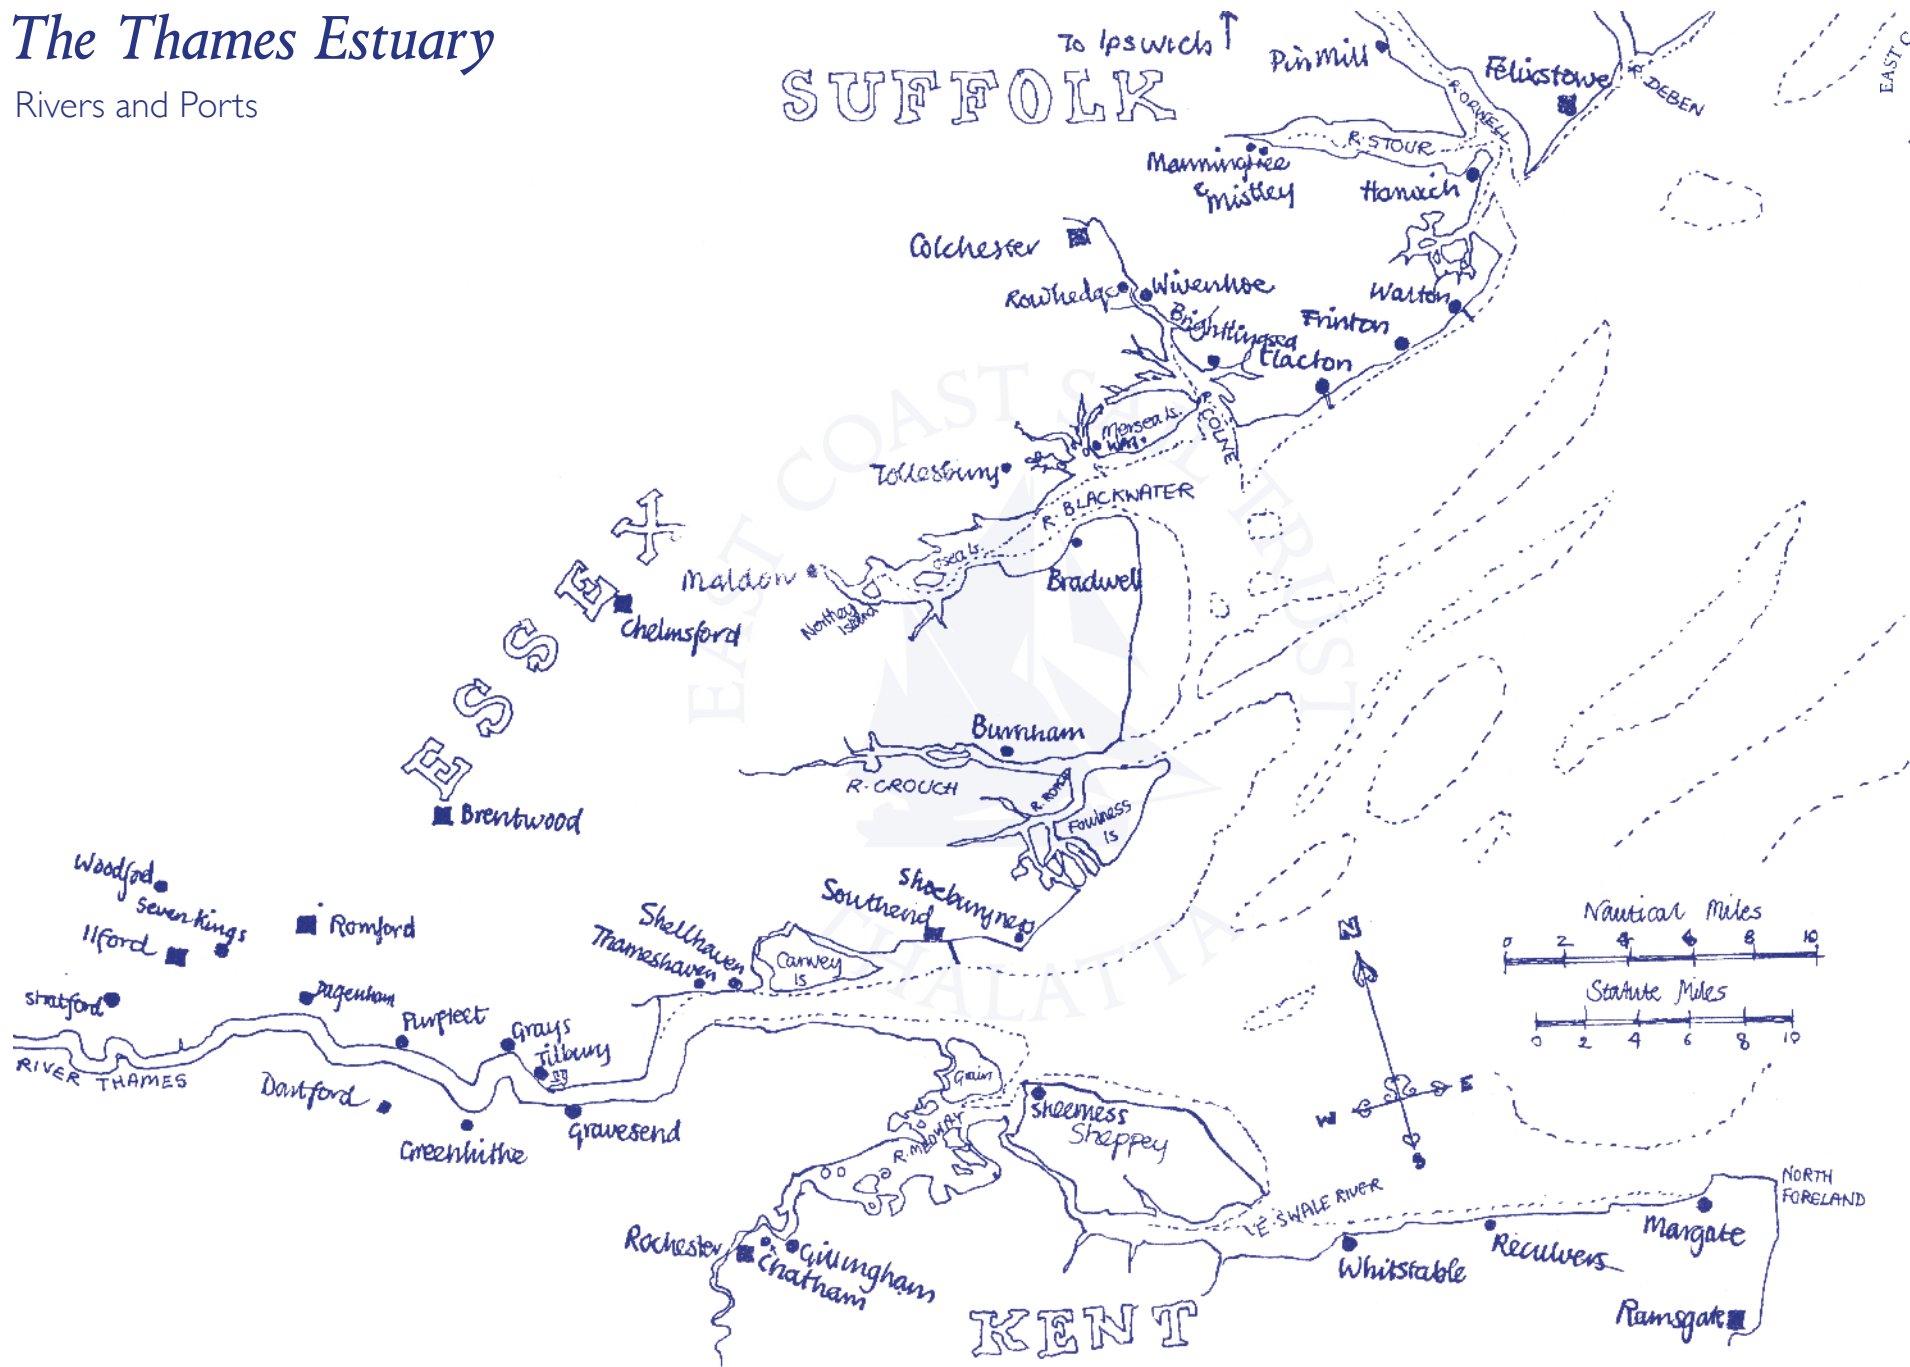 The Thames Estuary
Rivers and Ports
To Ipswich
SUFFOLK
Pin Mill
Felixstowe
R. DEBEN
EAST C
R. ORWELL
R. STOUR
Manningtree
& Mistley
Harwich
Colchester
Rowhedge
Wivenhoe
Brightlingsea
Walton
Frinton
Clacton
Mersea Is.
R. COLNE
Tollesbury
R. BLACKWATER
Osea Is.
Maldon
Northey
Island
Bradwell
ESSEX
Chelmsford
EAST COAST SAIL TRUST
THALATTA
Burnham
R. CROUCH
R. ROACH
Foulness
IS
Brentwood
Woodford
Seven Kings
Ilford
Romford
Stratford
Dagenham
Purfleet
Grays
Tilbury
Shellhaven
Thameshaven
Canvey
IS
Southend
Shoeburyness
RIVER THAMES
Dartford
Greenhithe
Gravesend
Grain
R. MEDWAY
Sheerness
Sheppey
N
E
W
S
Nautical Miles
0 2 4 6 8 10
Statute Miles
0 2 4 6 8 10
LE SWALE RIVER
NORTH
FORELAND
Margate
Reculvers
Whitstable
Ramsgate
Rochester
Chatham
Gillingham
KENT